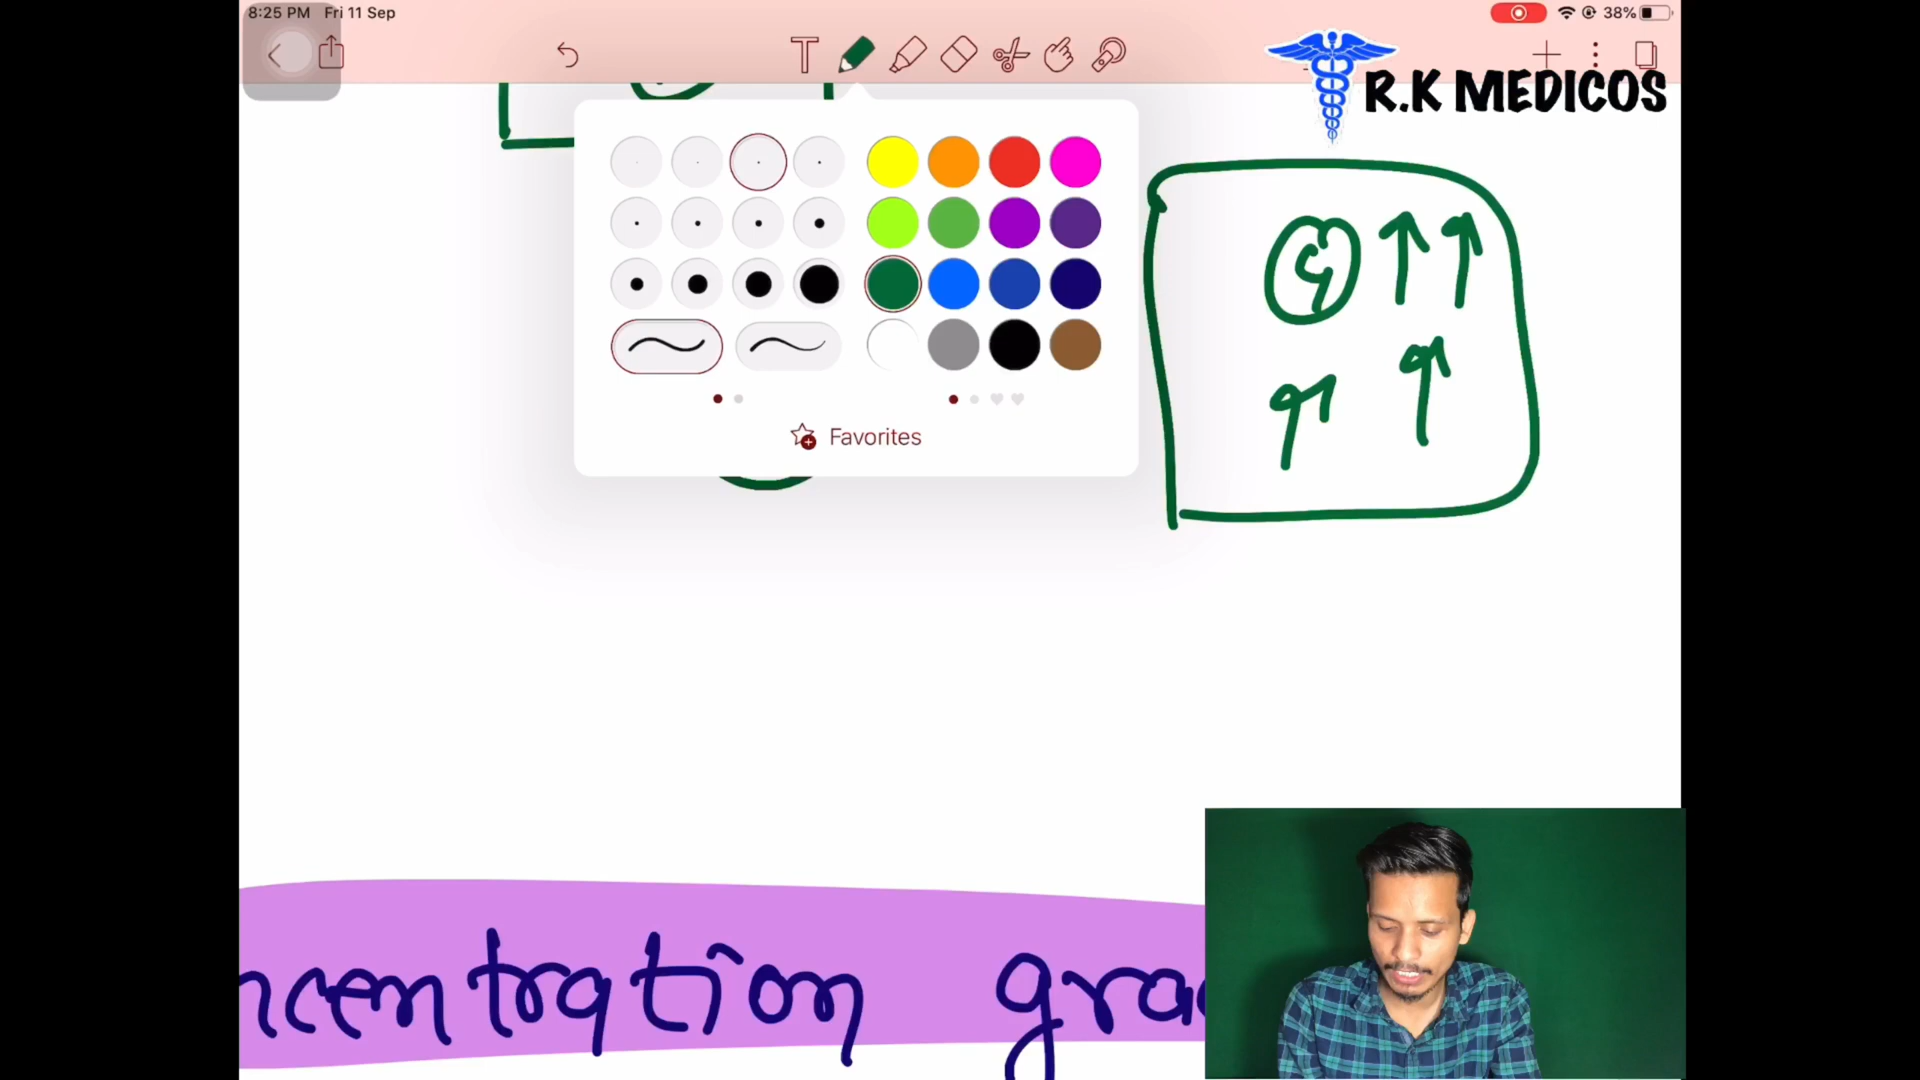 8:25 PM Fri 11 Sep
38%
T
R.K MEDICOS
Favorites
ncentration gra